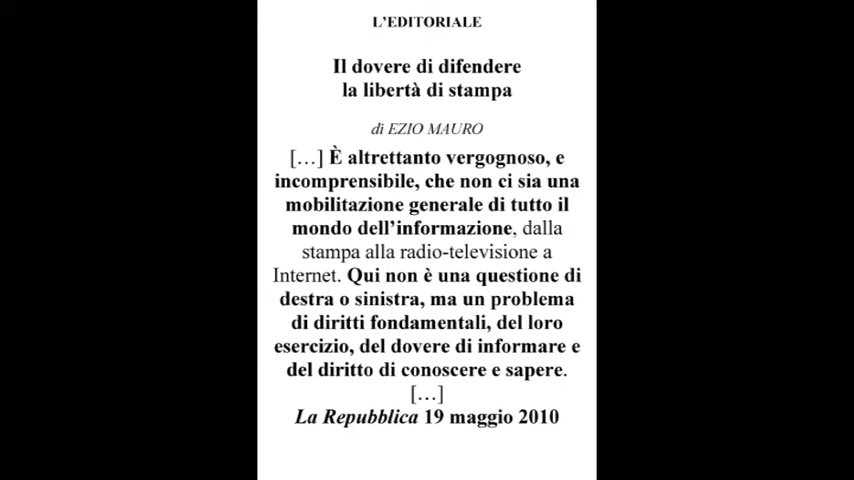 L'EDITORIALE
Il dovere di difendere
la libertà di stampa
di EZIO MAURO
[…] È altrettanto vergognoso, e
incomprensibile, che non ci sia una
mobilitazione generale di tutto il
mondo dell'informazione, dalla
stampa alla radio-televisione a
Internet. Qui non è una questione di
destra o sinistra, ma un problema
di diritti fondamentali, del loro
esercizio, del dovere di informare e
del diritto di conoscere e sapere.
[…]
La Repubblica 19 maggio 2010